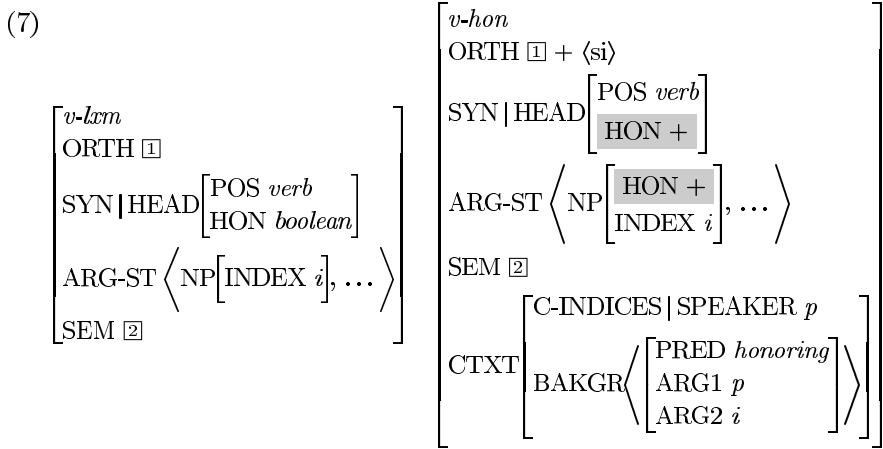 (7)
v-lxm
ORTH 1
SYN|HEAD[POS verb
HON boolean]
ARG-ST ⟨NP[INDEX i], ...⟩
SEM 2
v-hon
ORTH 1 + ⟨si⟩
SYN|HEAD[POS verb
HON +]
ARG-ST ⟨NP[HON +
INDEX i], ...⟩
SEM 2
CTXT[C-INDICES|SPEAKER p
BAKGR⟨[PRED honoring
ARG1 p
ARG2 i]⟩]